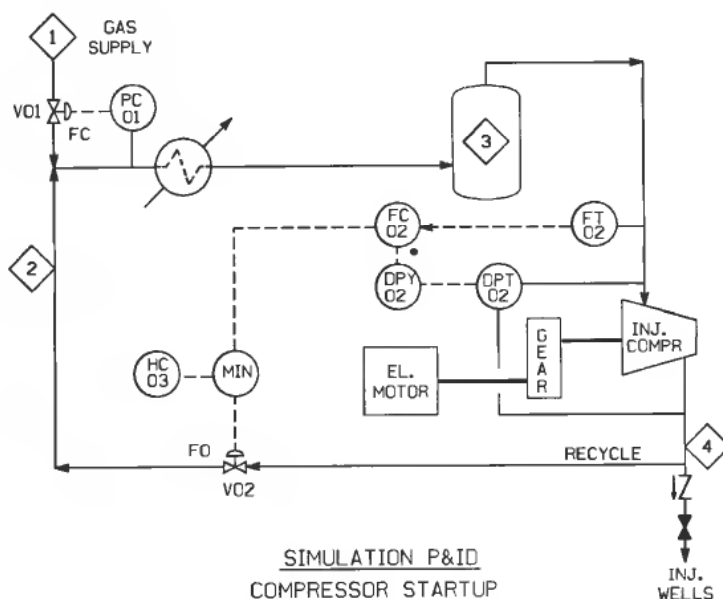 1
GAS
SUPPLY
V01
PC
01
FC
3
FC
02
FT
02
2
DPY
02
DPT
02
INJ.
COMPR
GEAR
EL.
MOTOR
HC
03
MIN
4
FO
RECYCLE
V02
SIMULATION P&ID
COMPRESSOR STARTUP
INJ.
WELLS